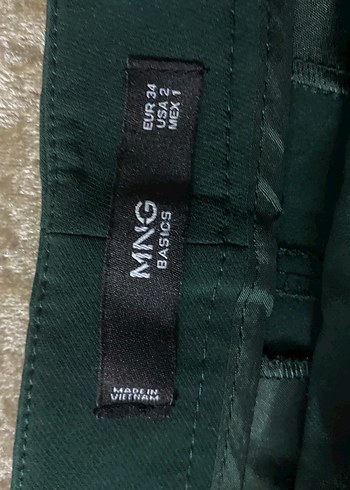 EUR 34
USA 2
MEX 1
MNG
BASICS
MADE IN
VIETNAM